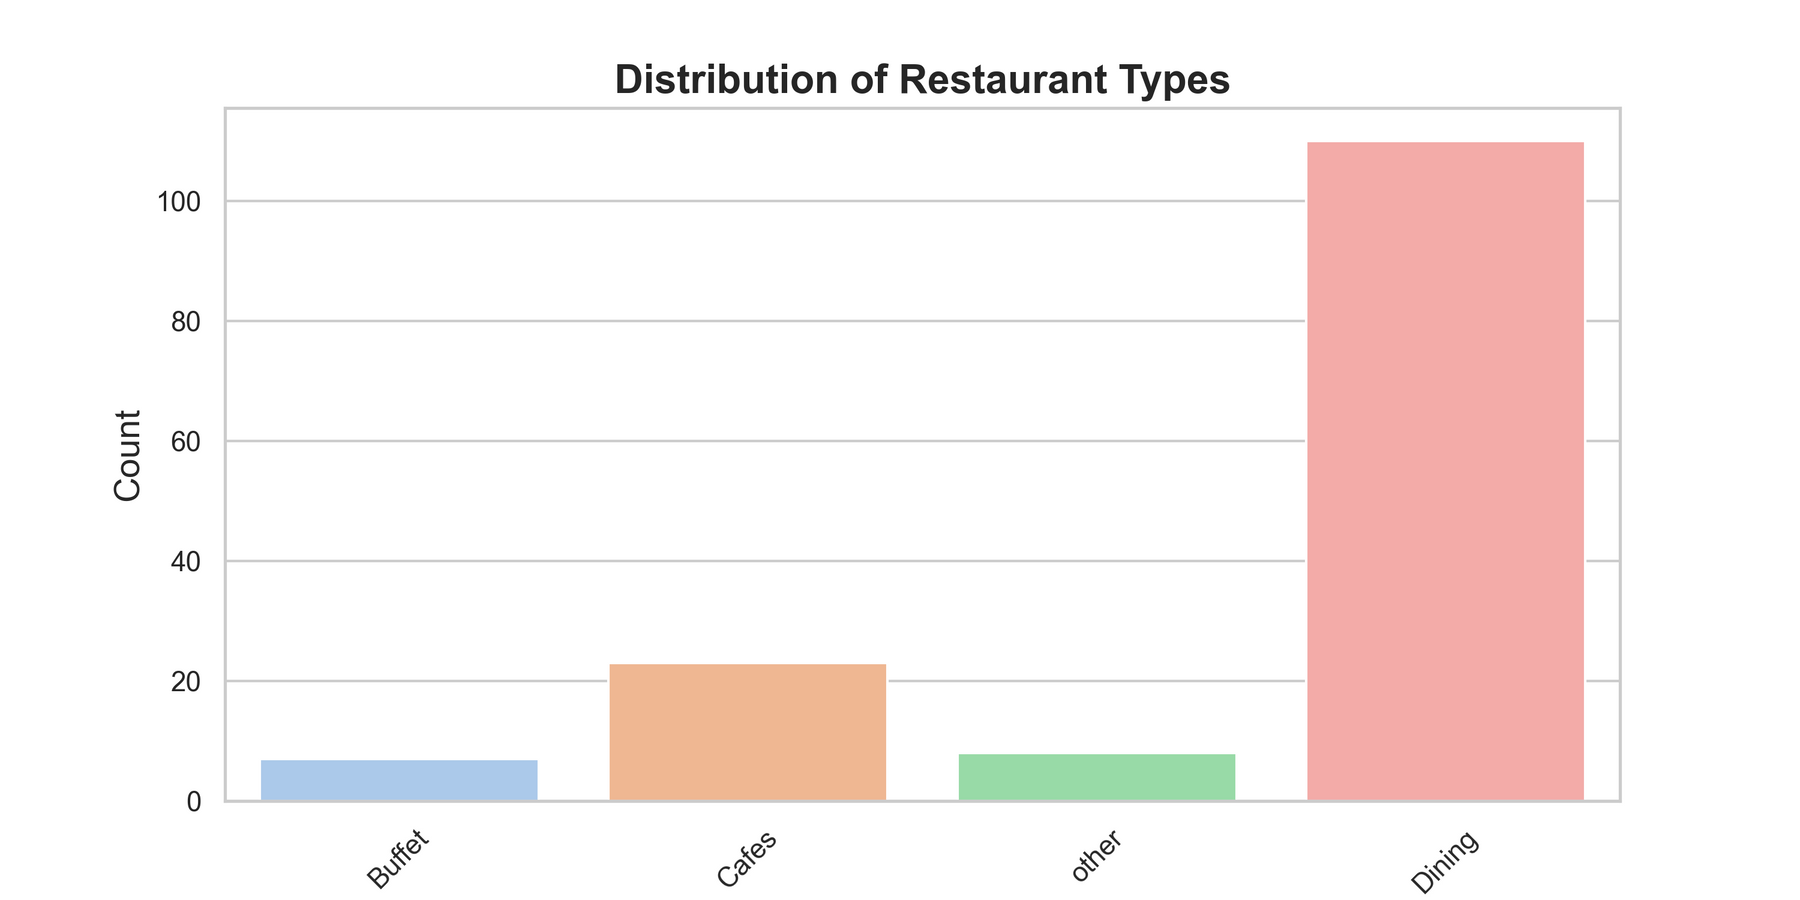 Distribution of Restaurant Types
Count
100
80
60
40
20
0
Buffet
Cafes
other
Dining